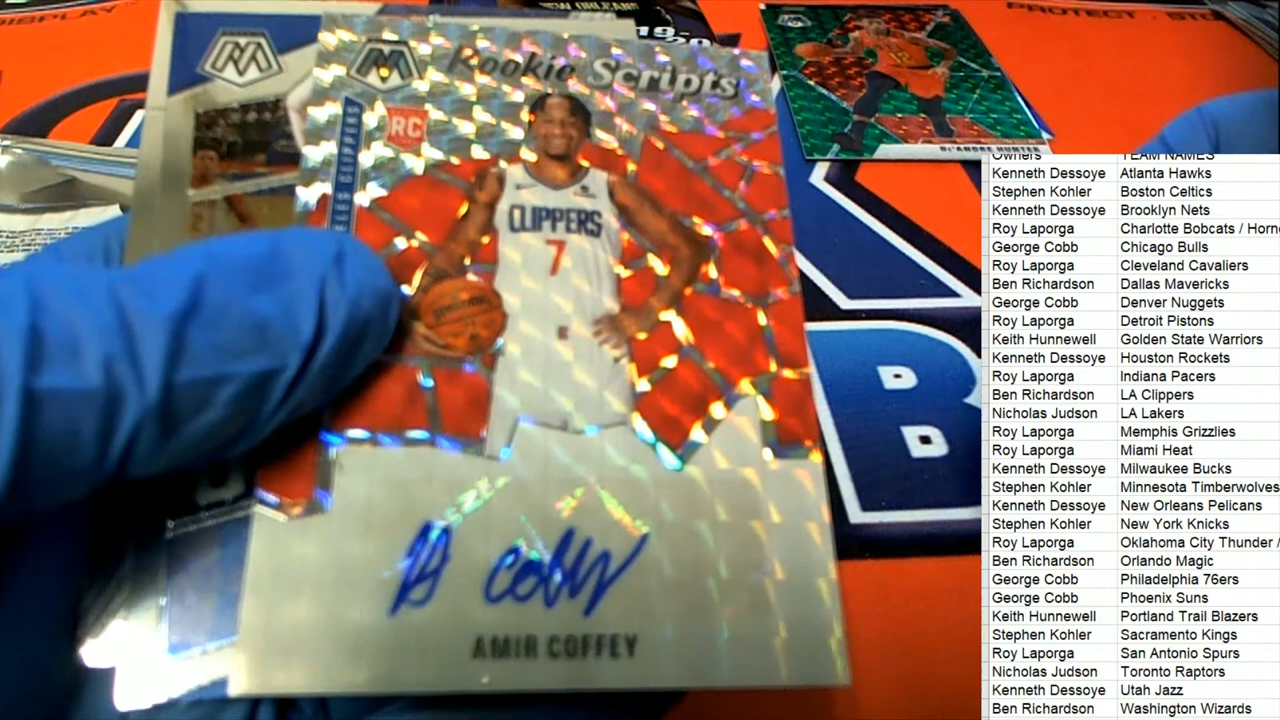 DISPLAY
NEW ORLEANS
PROTECT
Rookie Scripts
RC
CLIPPERS
7
AMIR COFFEY
DE'ANDRE HUNTER
Owners TEAM NAMES
Kenneth Dessoye Atlanta Hawks
Stephen Kohler Boston Celtics
Kenneth Dessoye Brooklyn Nets
Roy Laporga Charlotte Bobcats / Horn
George Cobb Chicago Bulls
Roy Laporga Cleveland Cavaliers
Ben Richardson Dallas Mavericks
George Cobb Denver Nuggets
Roy Laporga Detroit Pistons
Keith Hunnewell Golden State Warriors
Kenneth Dessoye Houston Rockets
Roy Laporga Indiana Pacers
Ben Richardson LA Clippers
Nicholas Judson LA Lakers
Roy Laporga Memphis Grizzlies
Roy Laporga Miami Heat
Kenneth Dessoye Milwaukee Bucks
Stephen Kohler Minnesota Timberwolves
Kenneth Dessoye New Orleans Pelicans
Stephen Kohler New York Knicks
Roy Laporga Oklahoma City Thunder /
Ben Richardson Orlando Magic
George Cobb Philadelphia 76ers
George Cobb Phoenix Suns
Keith Hunnewell Portland Trail Blazers
Stephen Kohler Sacramento Kings
Roy Laporga San Antonio Spurs
Nicholas Judson Toronto Raptors
Kenneth Dessoye Utah Jazz
Ben Richardson Washington Wizards